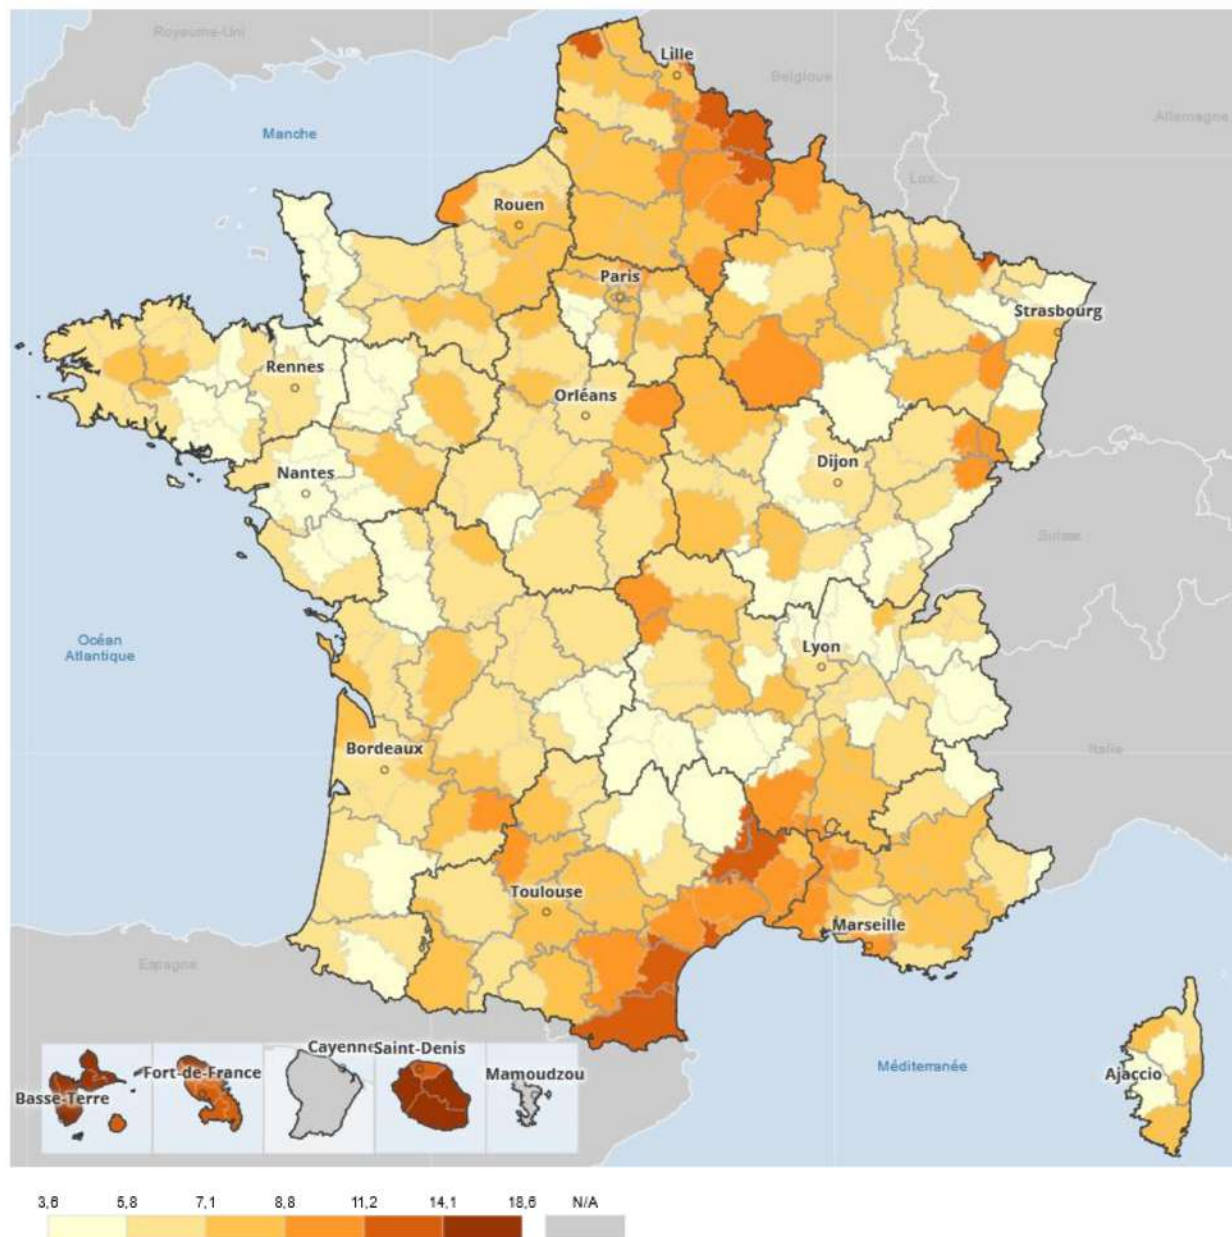 Royaume-Uni
Lille
Belgique
Allemagne
Manche
Lux.
Rouen
Paris
Strasbourg
Rennes
Orléans
Dijon
Nantes
Suisse
Océan
Atlantique
Lyon
Bordeaux
Italie
Toulouse
Marseille
Espagne
Cayenne
Saint-Denis
Fort-de-France
Mamoudzou
Basse-Terre
Méditerranée
Ajaccio
3,6 5,8 7,1 8,8 11,2 14,1 18,6 N/A